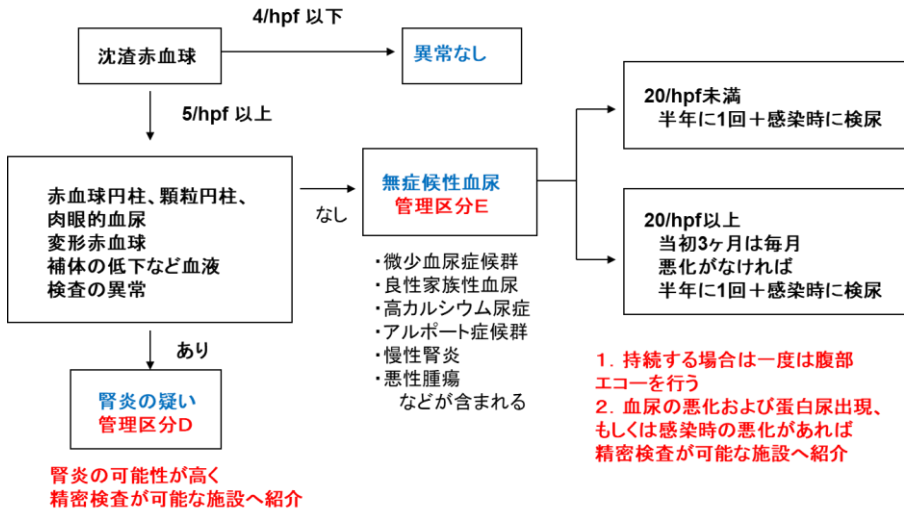 4/hpf 以下
沈渣赤血球
異常なし
5/hpf 以上
20/hpf未満
半年に1回＋感染時に検尿
赤血球円柱、顆粒円柱、
肉眼的血尿
変形赤血球
補体の低下など血液
検査の異常
なし
無症候性血尿
管理区分E
20/hpf以上
当初3ヶ月は毎月
悪化がなければ
半年に1回＋感染時に検尿
・微少血尿症候群
・良性家族性血尿
・高カルシウム尿症
・アルポート症候群
・慢性腎炎
・悪性腫瘍
などが含まれる
あり
腎炎の疑い
管理区分D
腎炎の可能性が高く
精密検査が可能な施設へ紹介
１．持続する場合は一度は腹部
エコーを行う
２．血尿の悪化および蛋白尿出現、
もしくは感染時の悪化があれば
精密検査が可能な施設へ紹介